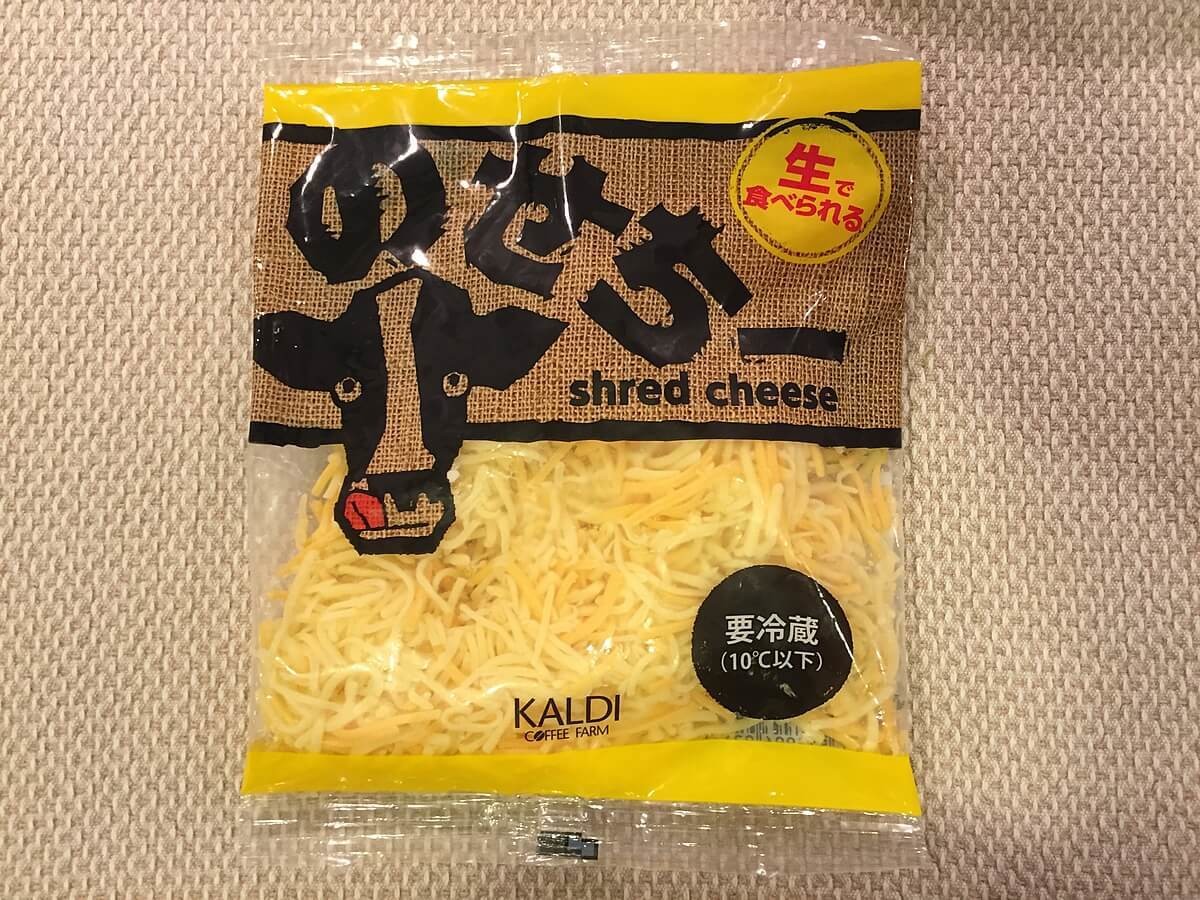 のむちー
shred cheese
生で
食べられる
要冷蔵
(10℃以下)
KALDI
COFFEE FARM